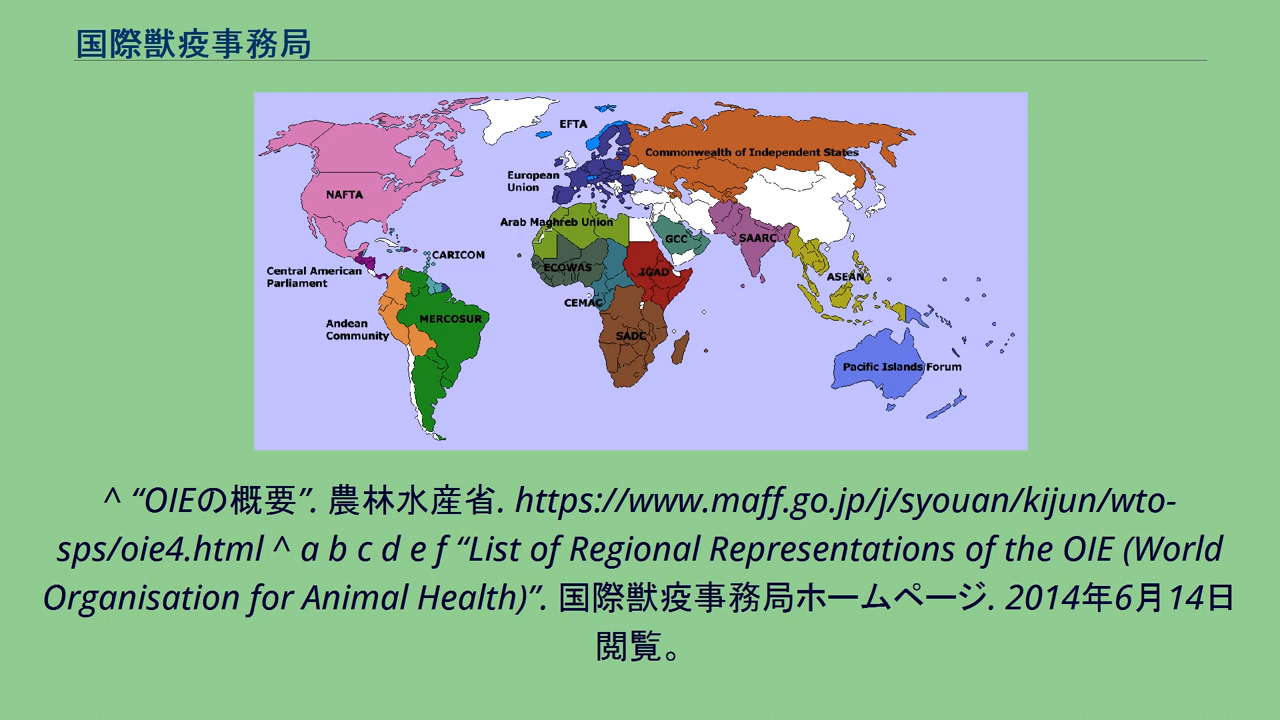 国際獣疫事務局
EFTA
Commonwealth of Independent States
European
Union
NAFTA
Arab Maghreb Union
GCC
SAARC
CARICOM
Central American
Parliament
ECOWAS
IGAD
ASEAN
CEMAC
MERCOSUR
Andean
Community
SADC
Pacific Islands Forum
^ “OIEの概要”. 農林水産省. https://www.maff.go.jp/j/syouan/kijun/wto-
sps/oie4.html ^ a b c d e f “List of Regional Representations of the OIE (World
Organisation for Animal Health)”. 国際獣疫事務局ホームページ. 2014年6月14日
閲覧。